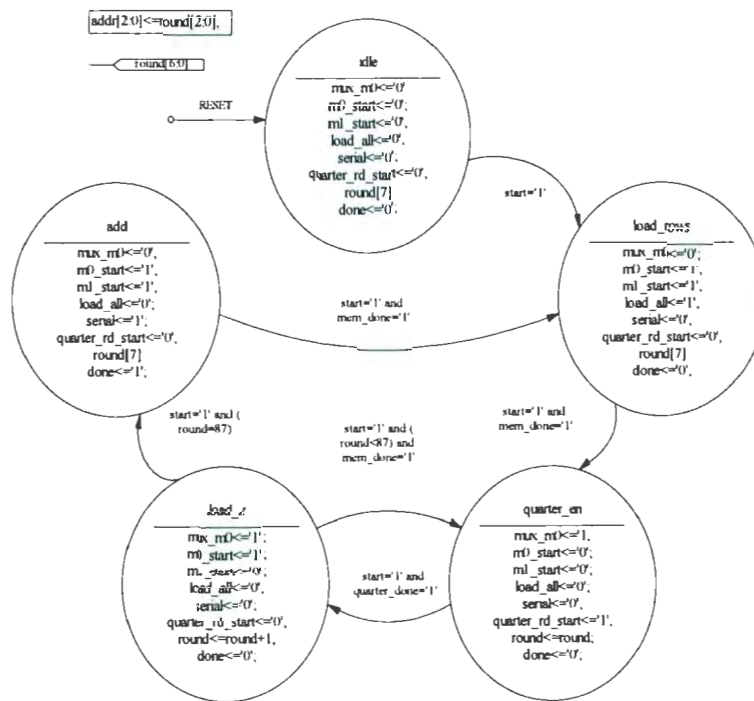 addr[2:0]<=round[2:0],
round[6:0]
RESET
idle
mux_m0<='0'
m0_start<='0';
m1_start<='0',
load_all<='0',
serial<='0';
quarter_rd_start<='0',
round[7]
done<='0';
start='1'
add
mux_m0<='0',
m0_start<='1',
m1_start<='1',
load_all<='0';
serial<='1';
quarter_rd_start<='0',
round[7]
done<='1';
load_rows
mux_m0<='0';
m0_start<='1',
m1_start<='1',
load_all<='1',
serial<='0',
quarter_rd_start<='0',
round[7]
done<='0',
start='1' and
mem_done='1'
start='1' and (
round=87)
start='1' and (
round<87) and
mem_done='1'
start='1' and
mem_done='1'
load_z
mux_m0<='1';
m0_start<='1';
m1_start<='0';
load_all<='0',
serial<='0';
quarter_rd_start<='0',
round<=round+1,
done<='0';
start='1' and
quarter_done='1'
quarter_en
mux_m0<='1,
m0_start<='0';
m1_start<='0';
load_all<='0';
serial<='0',
quarter_rd_start<='1',
round<=round;
done<='0';